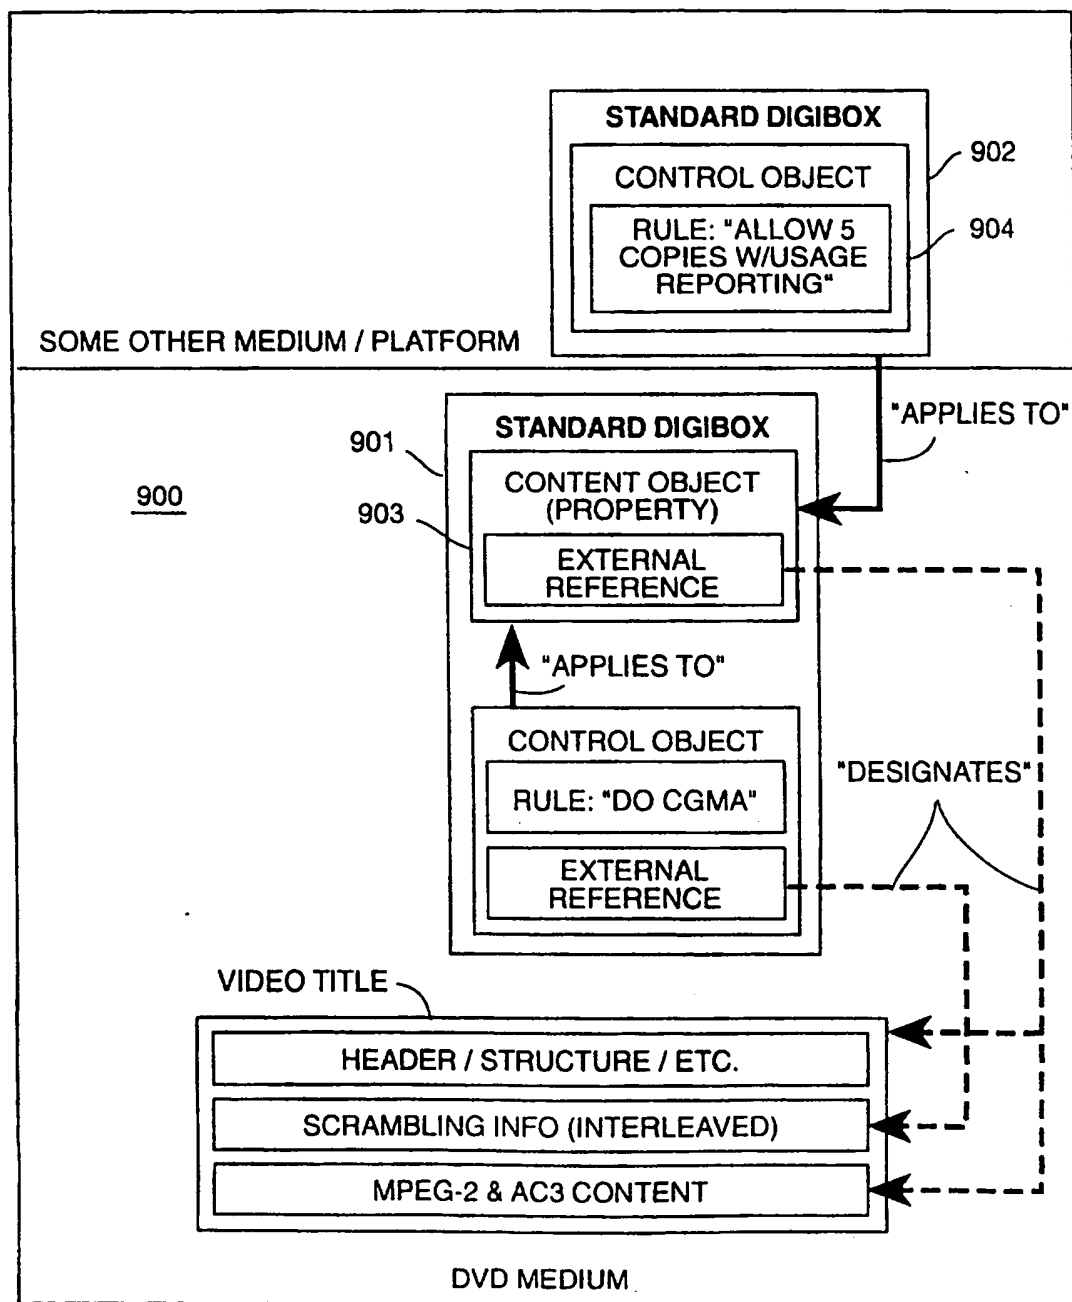 STANDARD DIGIBOX
902
CONTROL OBJECT
RULE: "ALLOW 5
COPIES W/USAGE
REPORTING"
904
SOME OTHER MEDIUM / PLATFORM
"APPLIES TO"
STANDARD DIGIBOX
901
CONTENT OBJECT
(PROPERTY)
900
903
EXTERNAL
REFERENCE
"APPLIES TO"
CONTROL OBJECT
"DESIGNATES"
RULE: "DO CGMA"
EXTERNAL
REFERENCE
VIDEO TITLE
HEADER / STRUCTURE / ETC.
SCRAMBLING INFO (INTERLEAVED)
MPEG-2 & AC3 CONTENT
DVD MEDIUM